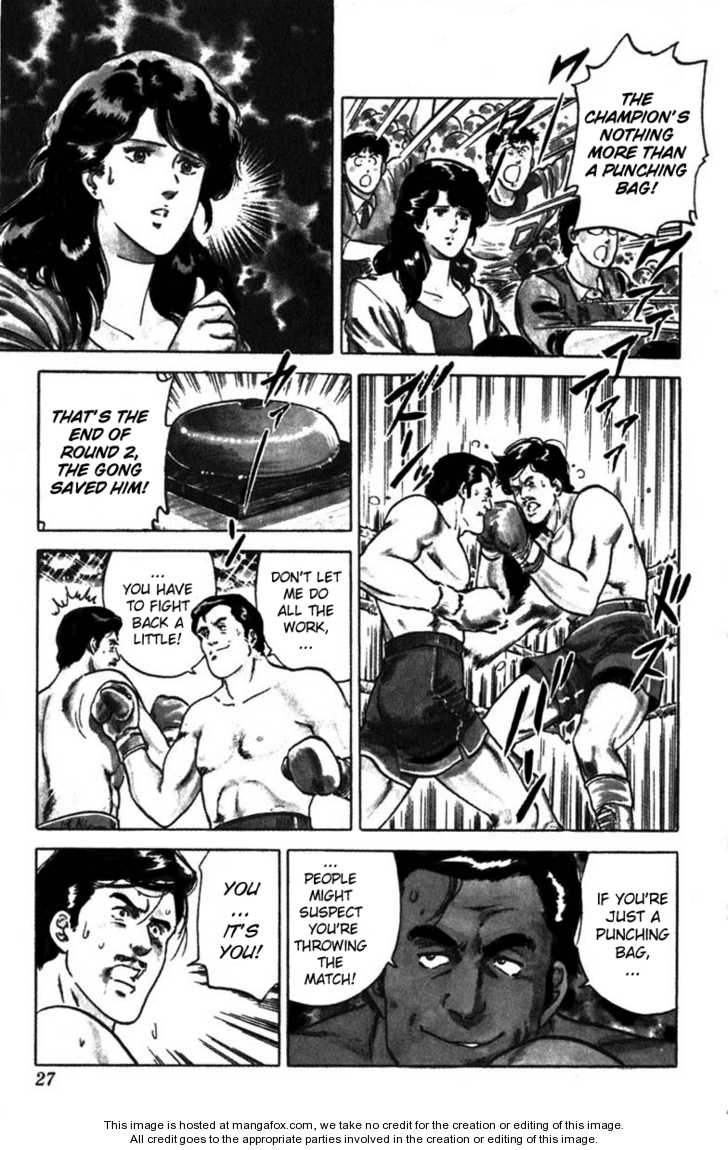 THE
CHAMPION'S
NOTHING
MORE THAN
A PUNCHING
BAG!
THAT'S THE
END OF
ROUND 2,
THE GONG
SAVED HIM!
DON'T LET
ME DO
ALL THE
WORK,
...
...
YOU HAVE
TO FIGHT
BACK A
LITTLE!
IF YOU'RE
JUST A
PUNCHING
BAG,
...
...
PEOPLE
MIGHT
SUSPECT
YOU'RE
THROWING
THE
MATCH!
YOU
...
IT'S
YOU!
27
This image is hosted at mangafox.com, we take no credit for the creation or editing of this image.
All credit goes to the appropriate parties involved in the creation or editing of this image.